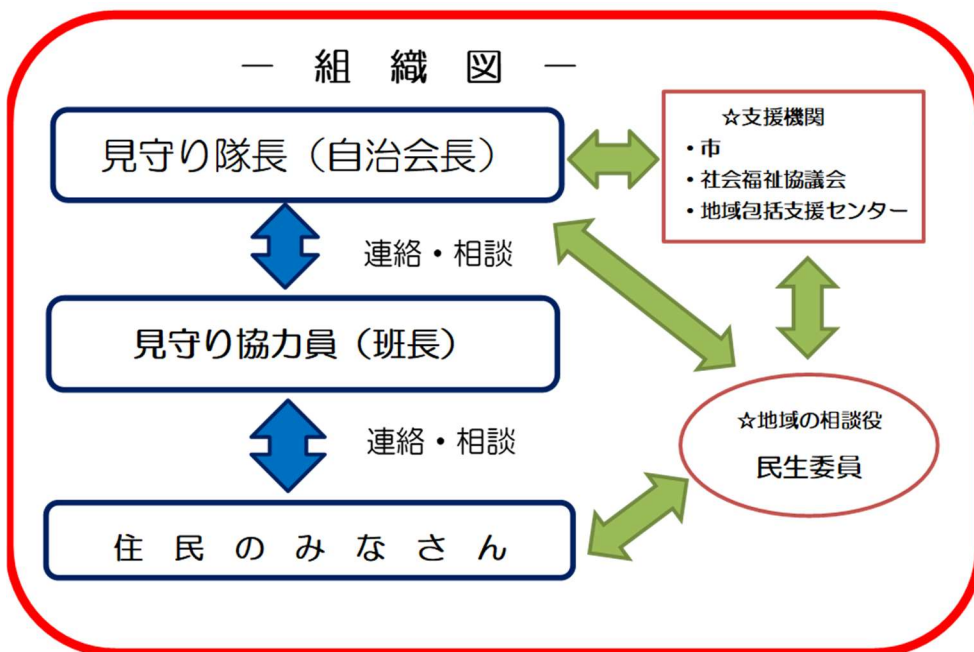 ― 組 織 図 ―
見守り隊長（自治会長）
☆支援機関
・市
・社会福祉協議会
・地域包括支援センター
連絡・相談
見守り協力員（班長）
連絡・相談
☆地域の相談役
民生委員
住 民 の み な さ ん